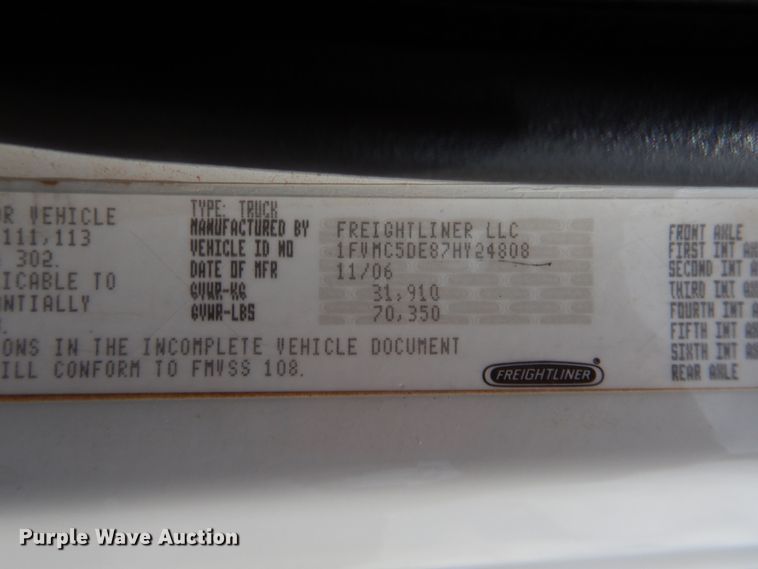 OR VEHICLE
111,113
302.
ICABLE TO
NTIALLY
TYPE: TRUCK
MANUFACTURED BY FREIGHTLINER LLC
VEHICLE ID NO 1FVMC5DE87HY24808
DATE OF MFR 11/06
GVWR-KG 31,910
GVWR-LBS 70,350
ONS IN THE INCOMPLETE VEHICLE DOCUMENT
ILL CONFORM TO FMVSS 108.
FREIGHTLINER
FRONT AXLE
FIRST INT AX
SECOND INT A
THIRD INT AX
FOURTH INT A
FIFTH INT AX
SIXTH INT AX
REAR AXLE
Purple Wave Auction